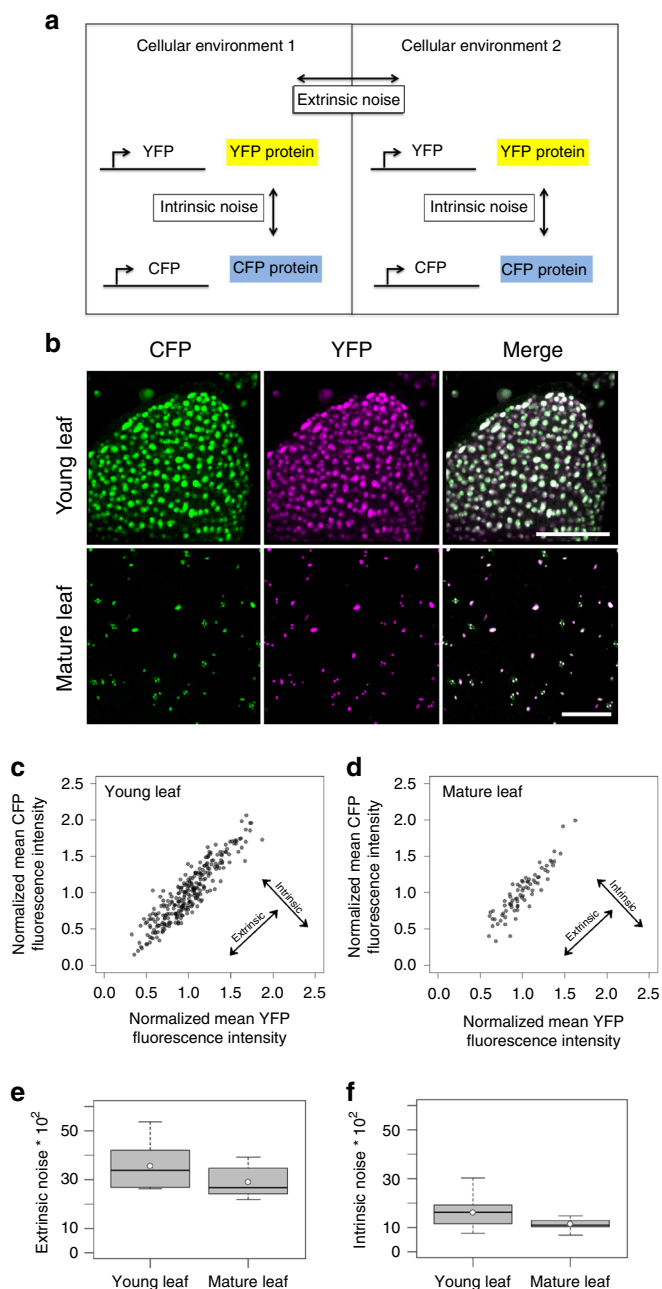 a
Cellular environment 1
Cellular environment 2
Extrinsic noise
YFP
YFP protein
YFP
YFP protein
Intrinsic noise
Intrinsic noise
CFP
CFP protein
CFP
CFP protein
b
CFP
YFP
Merge
Young leaf
Mature leaf
c
Normalized mean CFP
fluorescence intensity
2.5
2.0
1.5
1.0
0.5
0.0
Young leaf
Intrinsic
Extrinsic
0.0 0.5 1.0 1.5 2.0 2.5
Normalized mean YFP
fluorescence intensity
d
Normalized mean CFP
fluorescence intensity
2.5
2.0
1.5
1.0
0.5
0.0
Mature leaf
Intrinsic
Extrinsic
0.0 0.5 1.0 1.5 2.0 2.5
Normalized mean YFP
fluorescence intensity
e
Extrinsic noise * 10²
50
30
10
0
Young leaf Mature leaf
f
Intrinsic noise * 10²
50
30
10
0
Young leaf Mature leaf